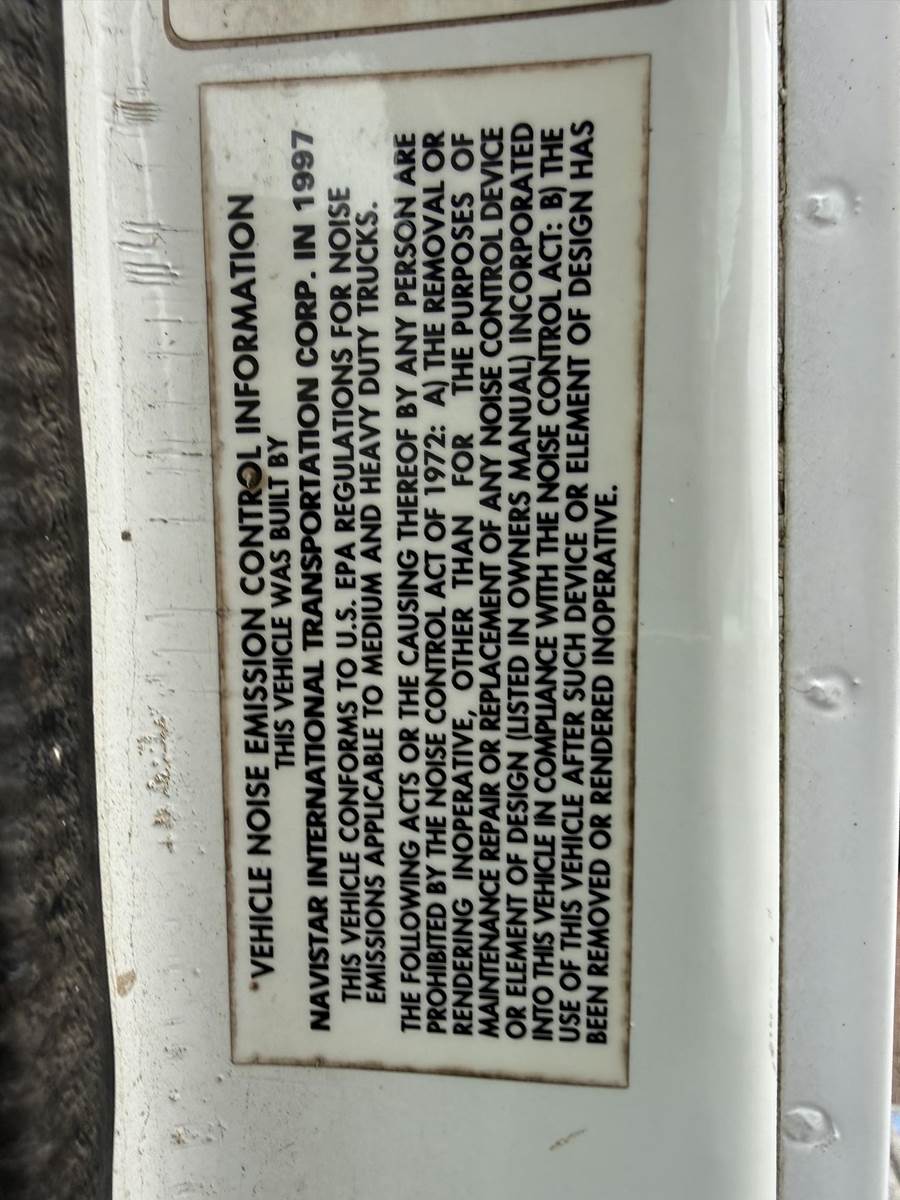 VEHICLE NOISE EMISSION CONTROL INFORMATION
THIS VEHICLE WAS BUILT BY
NAVISTAR INTERNATIONAL TRANSPORTATION CORP. IN 1997
THIS VEHICLE CONFORMS TO U.S. EPA REGULATIONS FOR NOISE
EMISSIONS APPLICABLE TO MEDIUM AND HEAVY DUTY TRUCKS.
THE FOLLOWING ACTS OR THE CAUSING THEREOF BY ANY PERSON ARE
PROHIBITED BY THE NOISE CONTROL ACT OF 1972: A) THE REMOVAL OR
RENDERING INOPERATIVE, OTHER THAN FOR THE PURPOSES OF
MAINTENANCE REPAIR OR REPLACEMENT OF ANY NOISE CONTROL DEVICE
OR ELEMENT OF DESIGN (LISTED IN OWNERS MANUAL) INCORPORATED
INTO THIS VEHICLE IN COMPLIANCE WITH THE NOISE CONTROL ACT: B) THE
USE OF THIS VEHICLE AFTER SUCH DEVICE OR ELEMENT OF DESIGN HAS
BEEN REMOVED OR RENDERED INOPERATIVE.